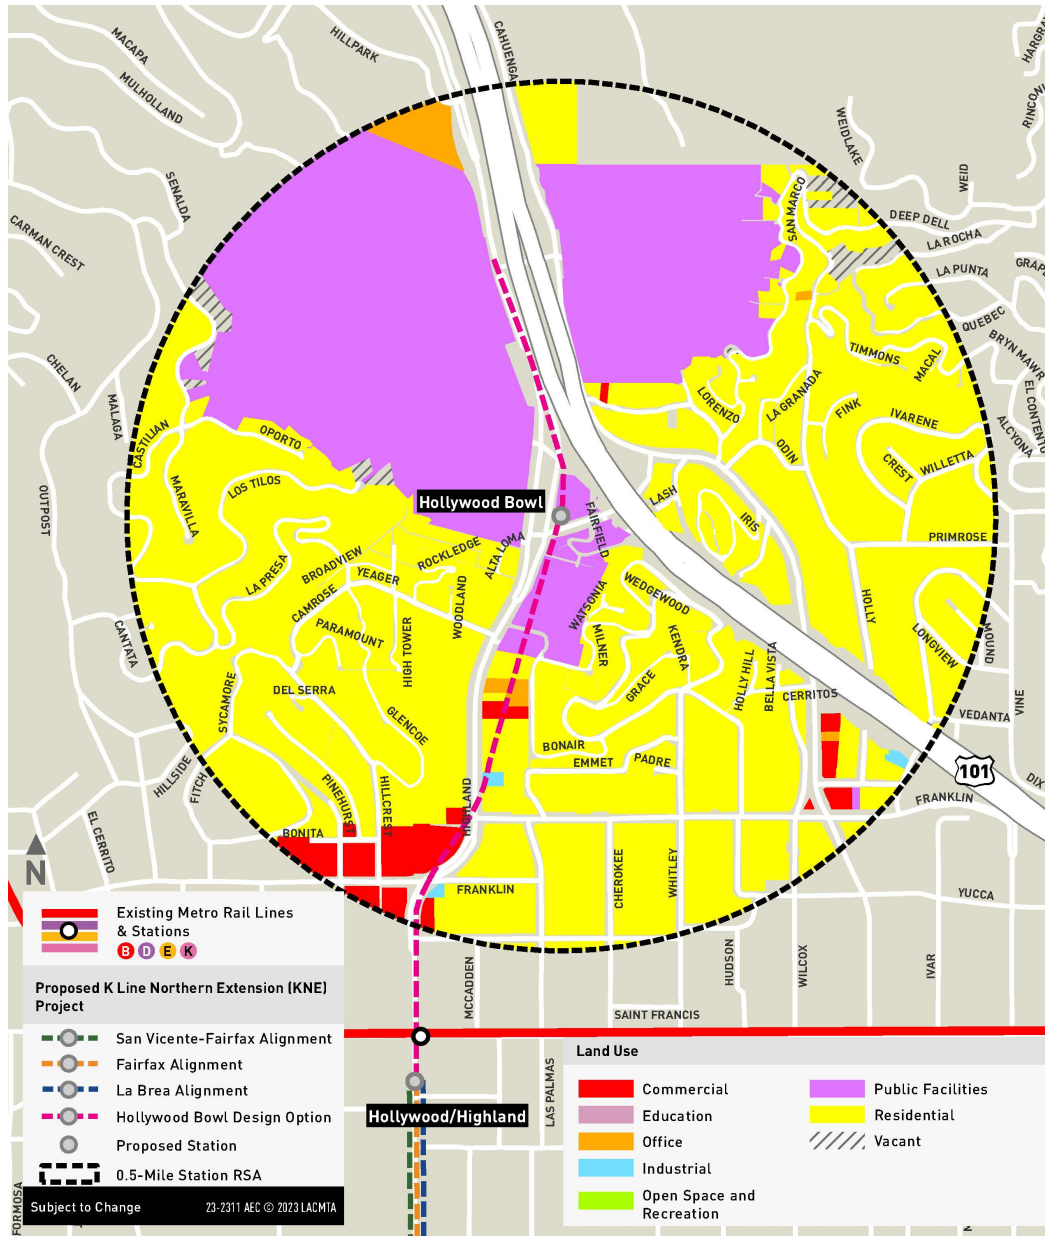 MACAPA
HILLPARK
CAHUENGA
MULHOLLAND
WEIDLAKE
SENALDA
WEID
SAN MARCO
DEEP DELL
CARMAN CREST
LA ROCHA
LA PUNTA
QUEBEC
BRYN MAWR
TIMMONS
MACAL
CHELAN
MALAGA
LORENZO
LA GRANADA
FINK
IVARENE
EL CONTENTO
ALCYONA
CASTILIAN
OPORTO
ODIN
CREST
WILLETTA
MARAVILLA
LOS TILOS
OUTPOST
Hollywood Bowl
LASH
FAIRFIELD
IRIS
PRIMROSE
ALTA LOMA
ROCKLEDGE
BROADVIEW
LA PRESA
YEAGER
CAMROSE
WOODLAND
WATSONIA
WEDGEWOOD
HOLLY
PARAMOUNT
HIGH TOWER
MILNER
KENDRA
LONGVIEW
MOUND
CANTATA
HOLLY HILL
BELLA VISTA
GRACE
DEL SERRA
CERRITOS
SYCAMORE
VINE
VEDANTA
GLENCOE
BONAIR
EMMET
PADRE
HILLSIDE
FITCH
101
DIX
PINEHURST
HILLCREST
HIGHLAND
FRANKLIN
EL CERRITO
BONITA
N
FRANKLIN
CHEROKEE
WHITLEY
YUCCA
MCCADDEN
HUDSON
WILCOX
IVAR
SAINT FRANCIS
LAS PALMAS
Hollywood/Highland
FORMOSA
Existing Metro Rail Lines
& Stations
B D E K
Proposed K Line Northern Extension (KNE)
Project
San Vicente-Fairfax Alignment
Fairfax Alignment
La Brea Alignment
Hollywood Bowl Design Option
Proposed Station
0.5-Mile Station RSA
Subject to Change
23-2311 AEC © 2023 LACMTA
Land Use
Commercial
Education
Office
Industrial
Open Space and
Recreation
Public Facilities
Residential
Vacant